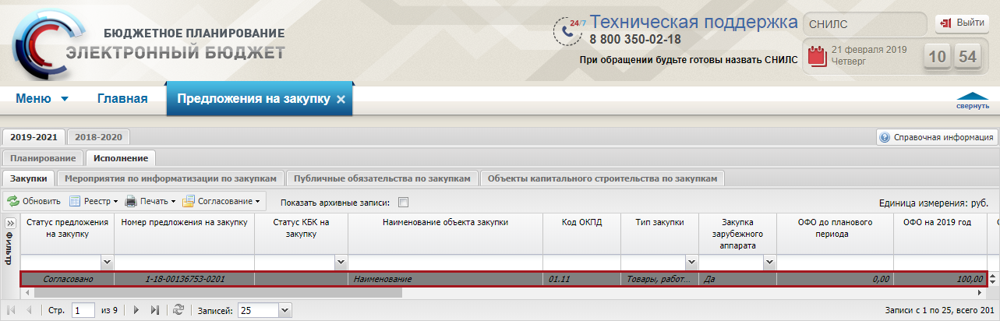 БЮДЖЕТНОЕ ПЛАНИРОВАНИЕ
ЭЛЕКТРОННЫЙ БЮДЖЕТ
24/7 Техническая поддержка
8 800 350-02-18
При обращении будьте готовы назвать СНИЛС
СНИЛС
Выйти
21 февраля 2019
Четверг
10 54
Меню Главная Предложения на закупку
свернуть
2019-2021 2018-2020
Справочная информация
Планирование Исполнение
Закупки Мероприятия по информатизации по закупкам Публичные обязательства по закупкам Объекты капитального строительства по закупкам
Обновить Реестр Печать Согласование Показать архивные записи: Единица измерения: руб.
Фильтр
Статус предложения на закупку Номер предложения на закупку Статус КБК на закупку Наименование объекта закупки Код ОКПД Тип закупки Закупка зарубежного аппарата ОФО до планового периода ОФО на 2019 год
Согласовано 1-18-00136753-0201 Наименование 01.11 Товары, работ... Да 0,00 100,00
Стр. 1 из 9 Записей: 25 Записи с 1 по 25, всего 201